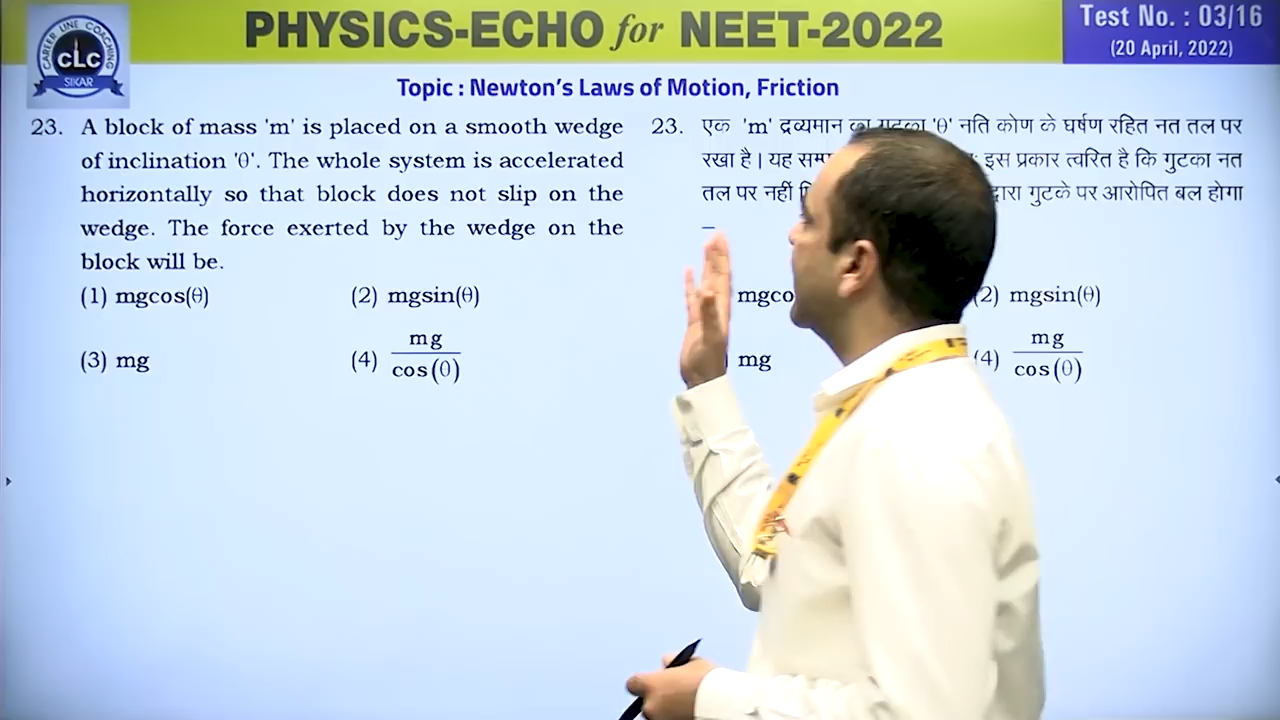 CAREER LINE COACHING
CLC
SIKAR
PHYSICS-ECHO for NEET-2022
Test No. : 03/16
(20 April, 2022)
Topic : Newton's Laws of Motion, Friction
23. A block of mass 'm' is placed on a smooth wedge
of inclination 'θ'. The whole system is accelerated
horizontally so that block does not slip on the
wedge. The force exerted by the wedge on the
block will be.
(1) mgcos(θ) (2) mgsin(θ)
(3) mg (4) mg/cos(θ)
23. एक 'm' द्रव्यमान का गुटका 'θ' नति कोण के घर्षण रहित नत तल पर
रखा है। यह इस प्रकार त्वरित है कि गुटका नत
तल पर नहीं द्वारा गुटके पर आरोपित बल होगा
–
(2) mgsin(θ)
mg (4) mg/cos(θ)